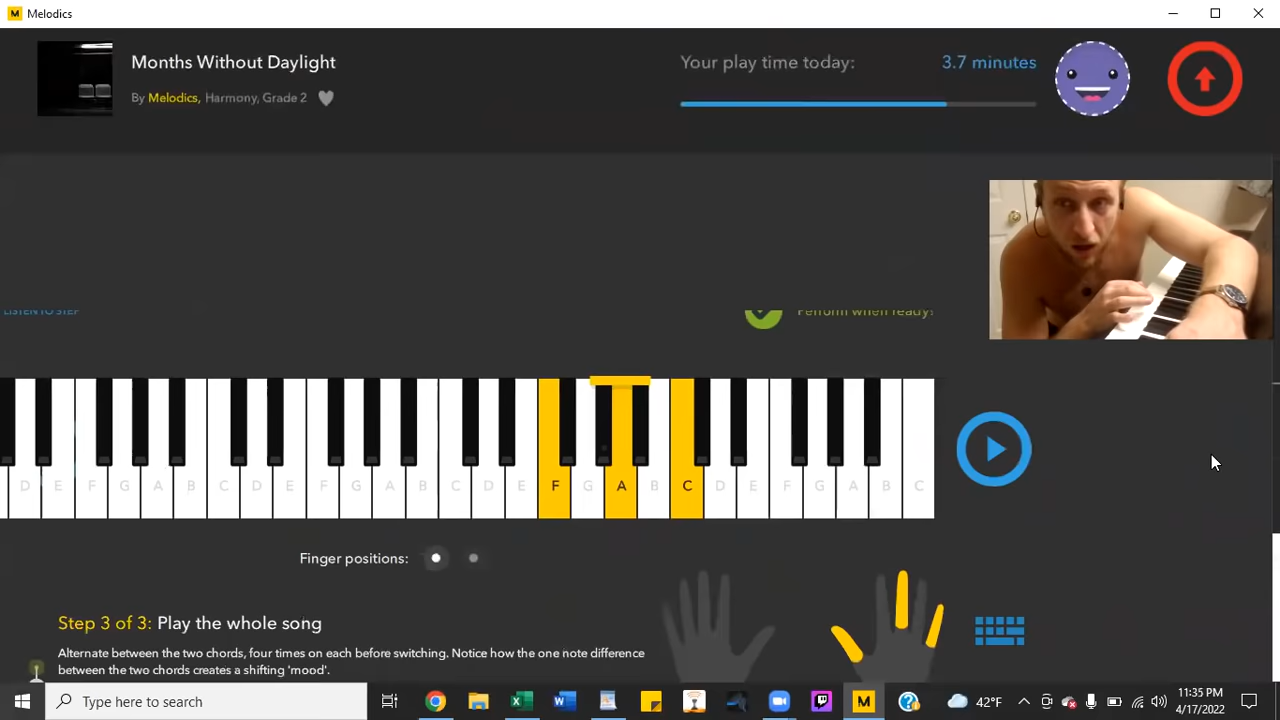 Melodics
Months Without Daylight
By Melodics, Harmony, Grade 2
Your play time today: 3.7 minutes
LISTEN TO STEP
Perform when ready!
D E F G A B C D E F G A B C D E F G A B C D E F G A B C
Finger positions:
Step 3 of 3: Play the whole song
Alternate between the two chords, four times on each before switching. Notice how the one note difference
between the two chords creates a shifting 'mood'.
Type here to search
42°F
11:35 PM
4/17/2022